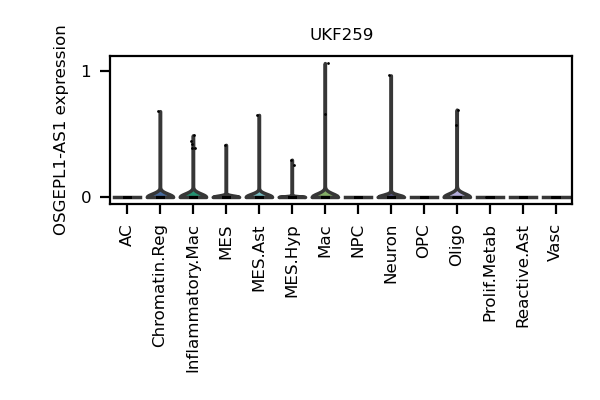 UKF259
OSGEPL1-AS1 expression
1
0
AC
Chromatin.Reg
Inflammatory.Mac
MES
MES.Ast
MES.Hyp
Mac
NPC
Neuron
OPC
Oligo
Prolif.Metab
Reactive.Ast
Vasc